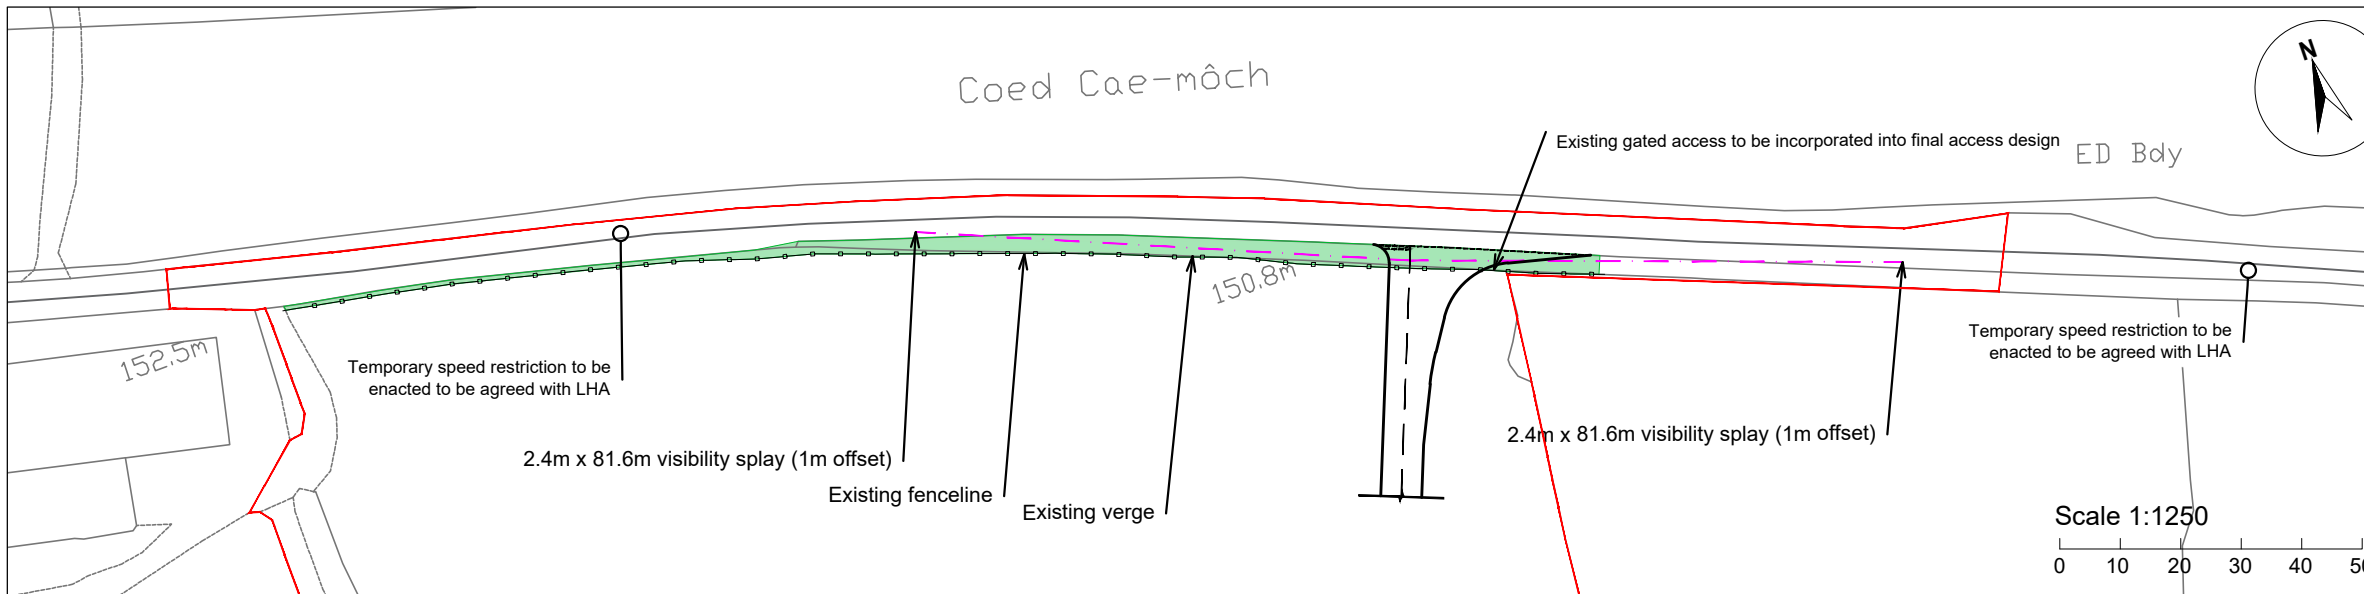 Coed Cae-môch
N
Existing gated access to be incorporated into final access design
ED Bdy
150.8m
152.5m
Temporary speed restriction to be
enacted to be agreed with LHA
Temporary speed restriction to be
enacted to be agreed with LHA
2.4m x 81.6m visibility splay (1m offset)
2.4m x 81.6m visibility splay (1m offset)
Existing fenceline
Existing verge
Scale 1:1250
0 10 20 30 40